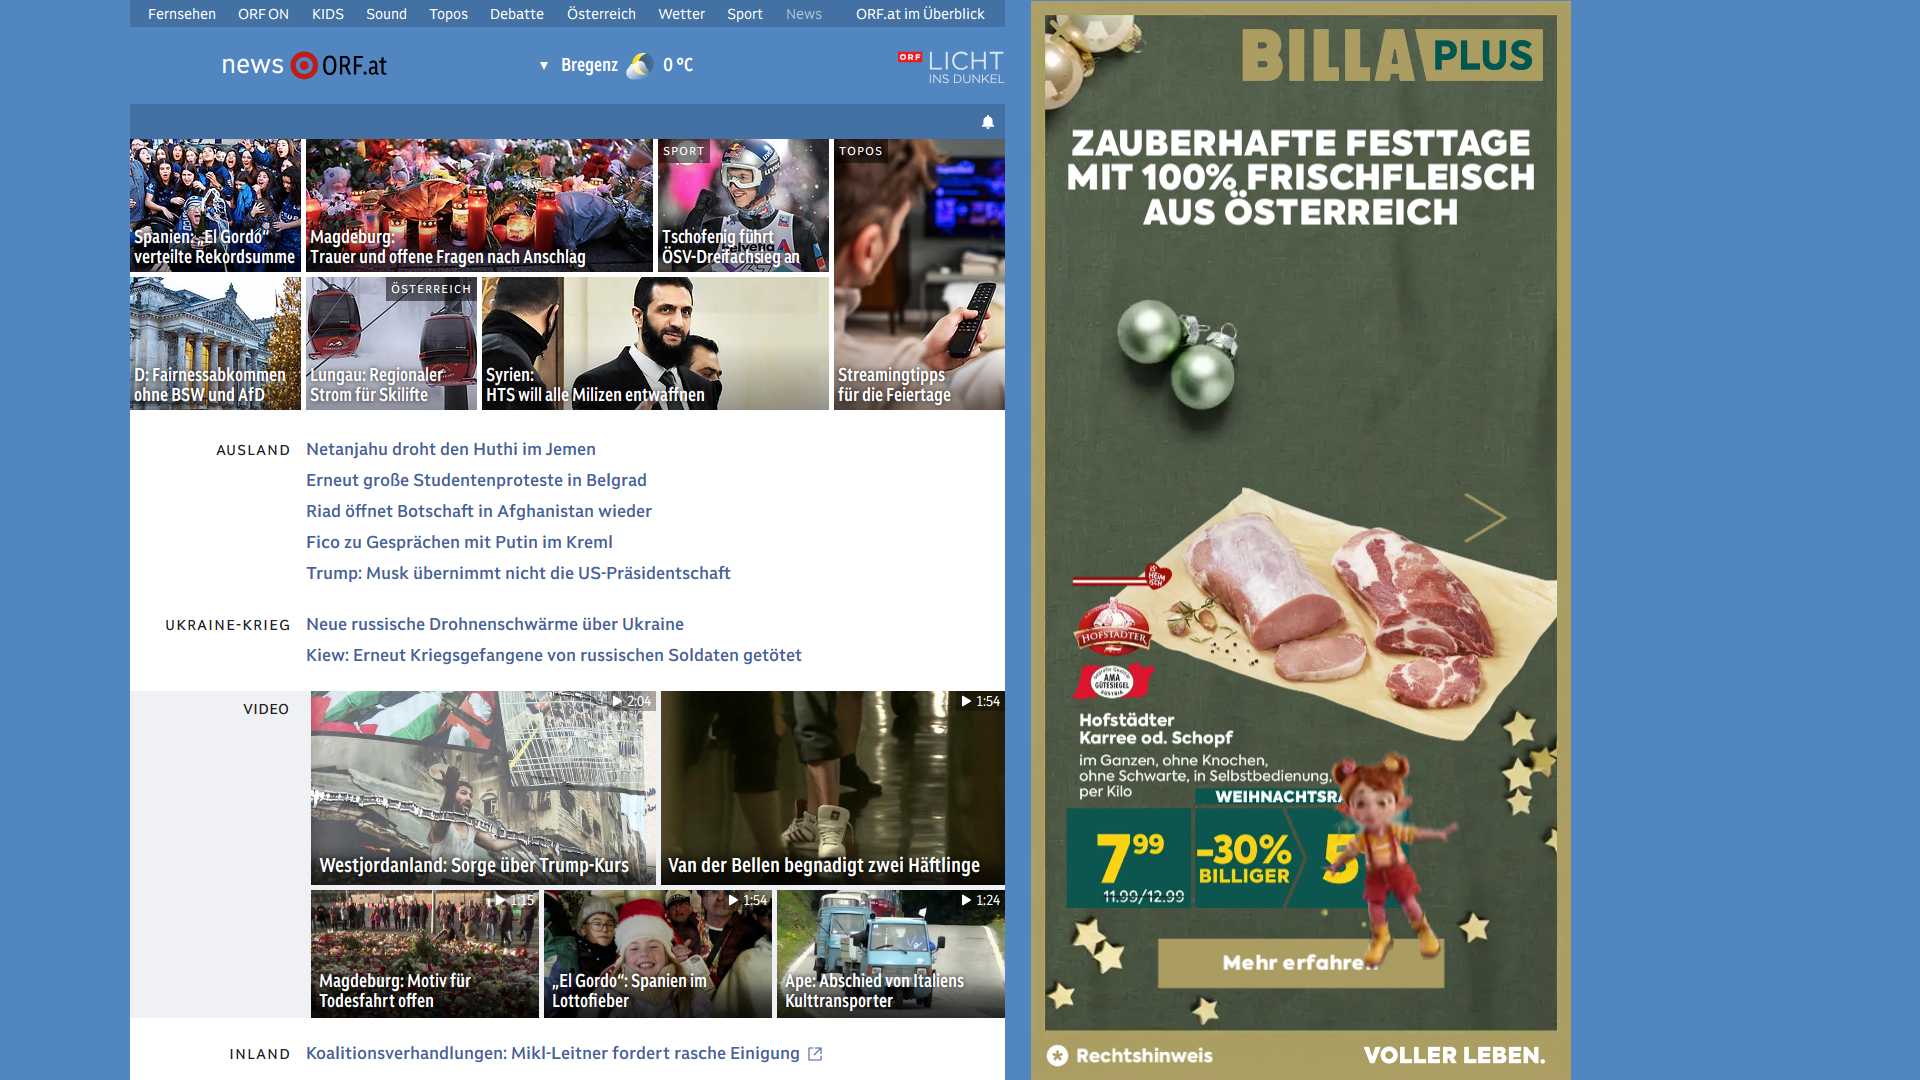 Fernsehen ORF ON KIDS Sound Topos Debatte Österreich Wetter Sport News ORF.at im Überblick
news ORF.at
Bregenz 0 °C
ORF LICHT
INS DUNKEL
Spanien: „El Gordo“
verteilte Rekordsumme
Magdeburg:
Trauer und offene Fragen nach Anschlag
SPORT
Tschofenig führt
ÖSV-Dreifachsieg an
TOPOS
Streamingtipps
für die Feiertage
D: Fairnessabkommen
ohne BSW und AfD
ÖSTERREICH
Lungau: Regionaler
Strom für Skilifte
Syrien:
HTS will alle Milizen entwaffnen
AUSLAND
Netanjahu droht den Huthi im Jemen
Erneut große Studentenproteste in Belgrad
Riad öffnet Botschaft in Afghanistan wieder
Fico zu Gesprächen mit Putin im Kreml
Trump: Musk übernimmt nicht die US-Präsidentschaft
UKRAINE-KRIEG
Neue russische Drohnenschwärme über Ukraine
Kiew: Erneut Kriegsgefangene von russischen Soldaten getötet
VIDEO
2:04
Westjordanland: Sorge über Trump-Kurs
1:54
Van der Bellen begnadigt zwei Häftlinge
1:15
Magdeburg: Motiv für
Todesfahrt offen
1:54
„El Gordo“: Spanien im
Lottofieber
1:24
Ape: Abschied von Italiens
Kulttransporter
INLAND
Koalitionsverhandlungen: Mikl-Leitner fordert rasche Einigung
BILLA PLUS
ZAUBERHAFTE FESTTAGE
MIT 100% FRISCHFLEISCH
AUS ÖSTERREICH
HOFSTÄDTER
AMA
GÜTESIEGEL
AUSTRIA
Hofstädter
Karree od. Schopf
im Ganzen, ohne Knochen,
ohne Schwarte, in Selbstbedienung,
per Kilo
WEIHNACHTSRA
7 99
11.99/12.99
-30%
BILLIGER
5
Mehr erfahren
Rechtshinweis
VOLLER LEBEN.